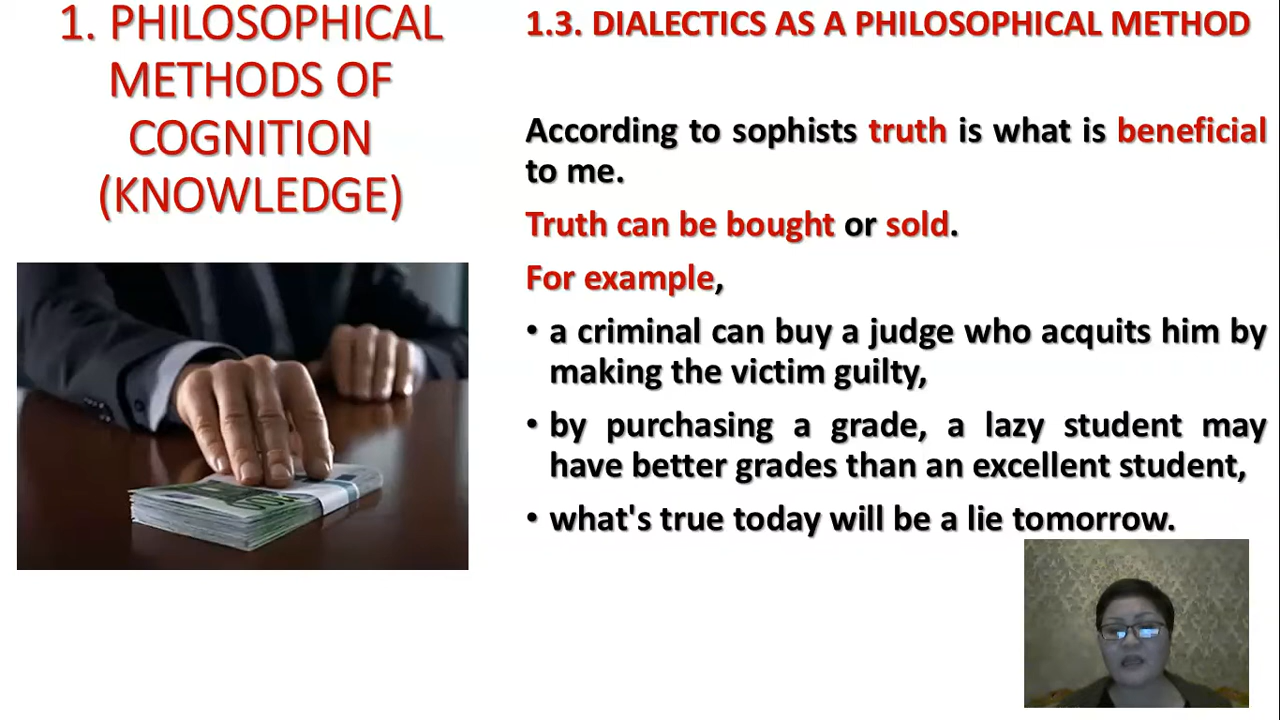 1. PHILOSOPHICAL
METHODS OF
COGNITION
(KNOWLEDGE)
1.3. DIALECTICS AS A PHILOSOPHICAL METHOD
According to sophists truth is what is beneficial
to me.
Truth can be bought or sold.
For example,
• a criminal can buy a judge who acquits him by
making the victim guilty,
• by purchasing a grade, a lazy student may
have better grades than an excellent student,
• what's true today will be a lie tomorrow.